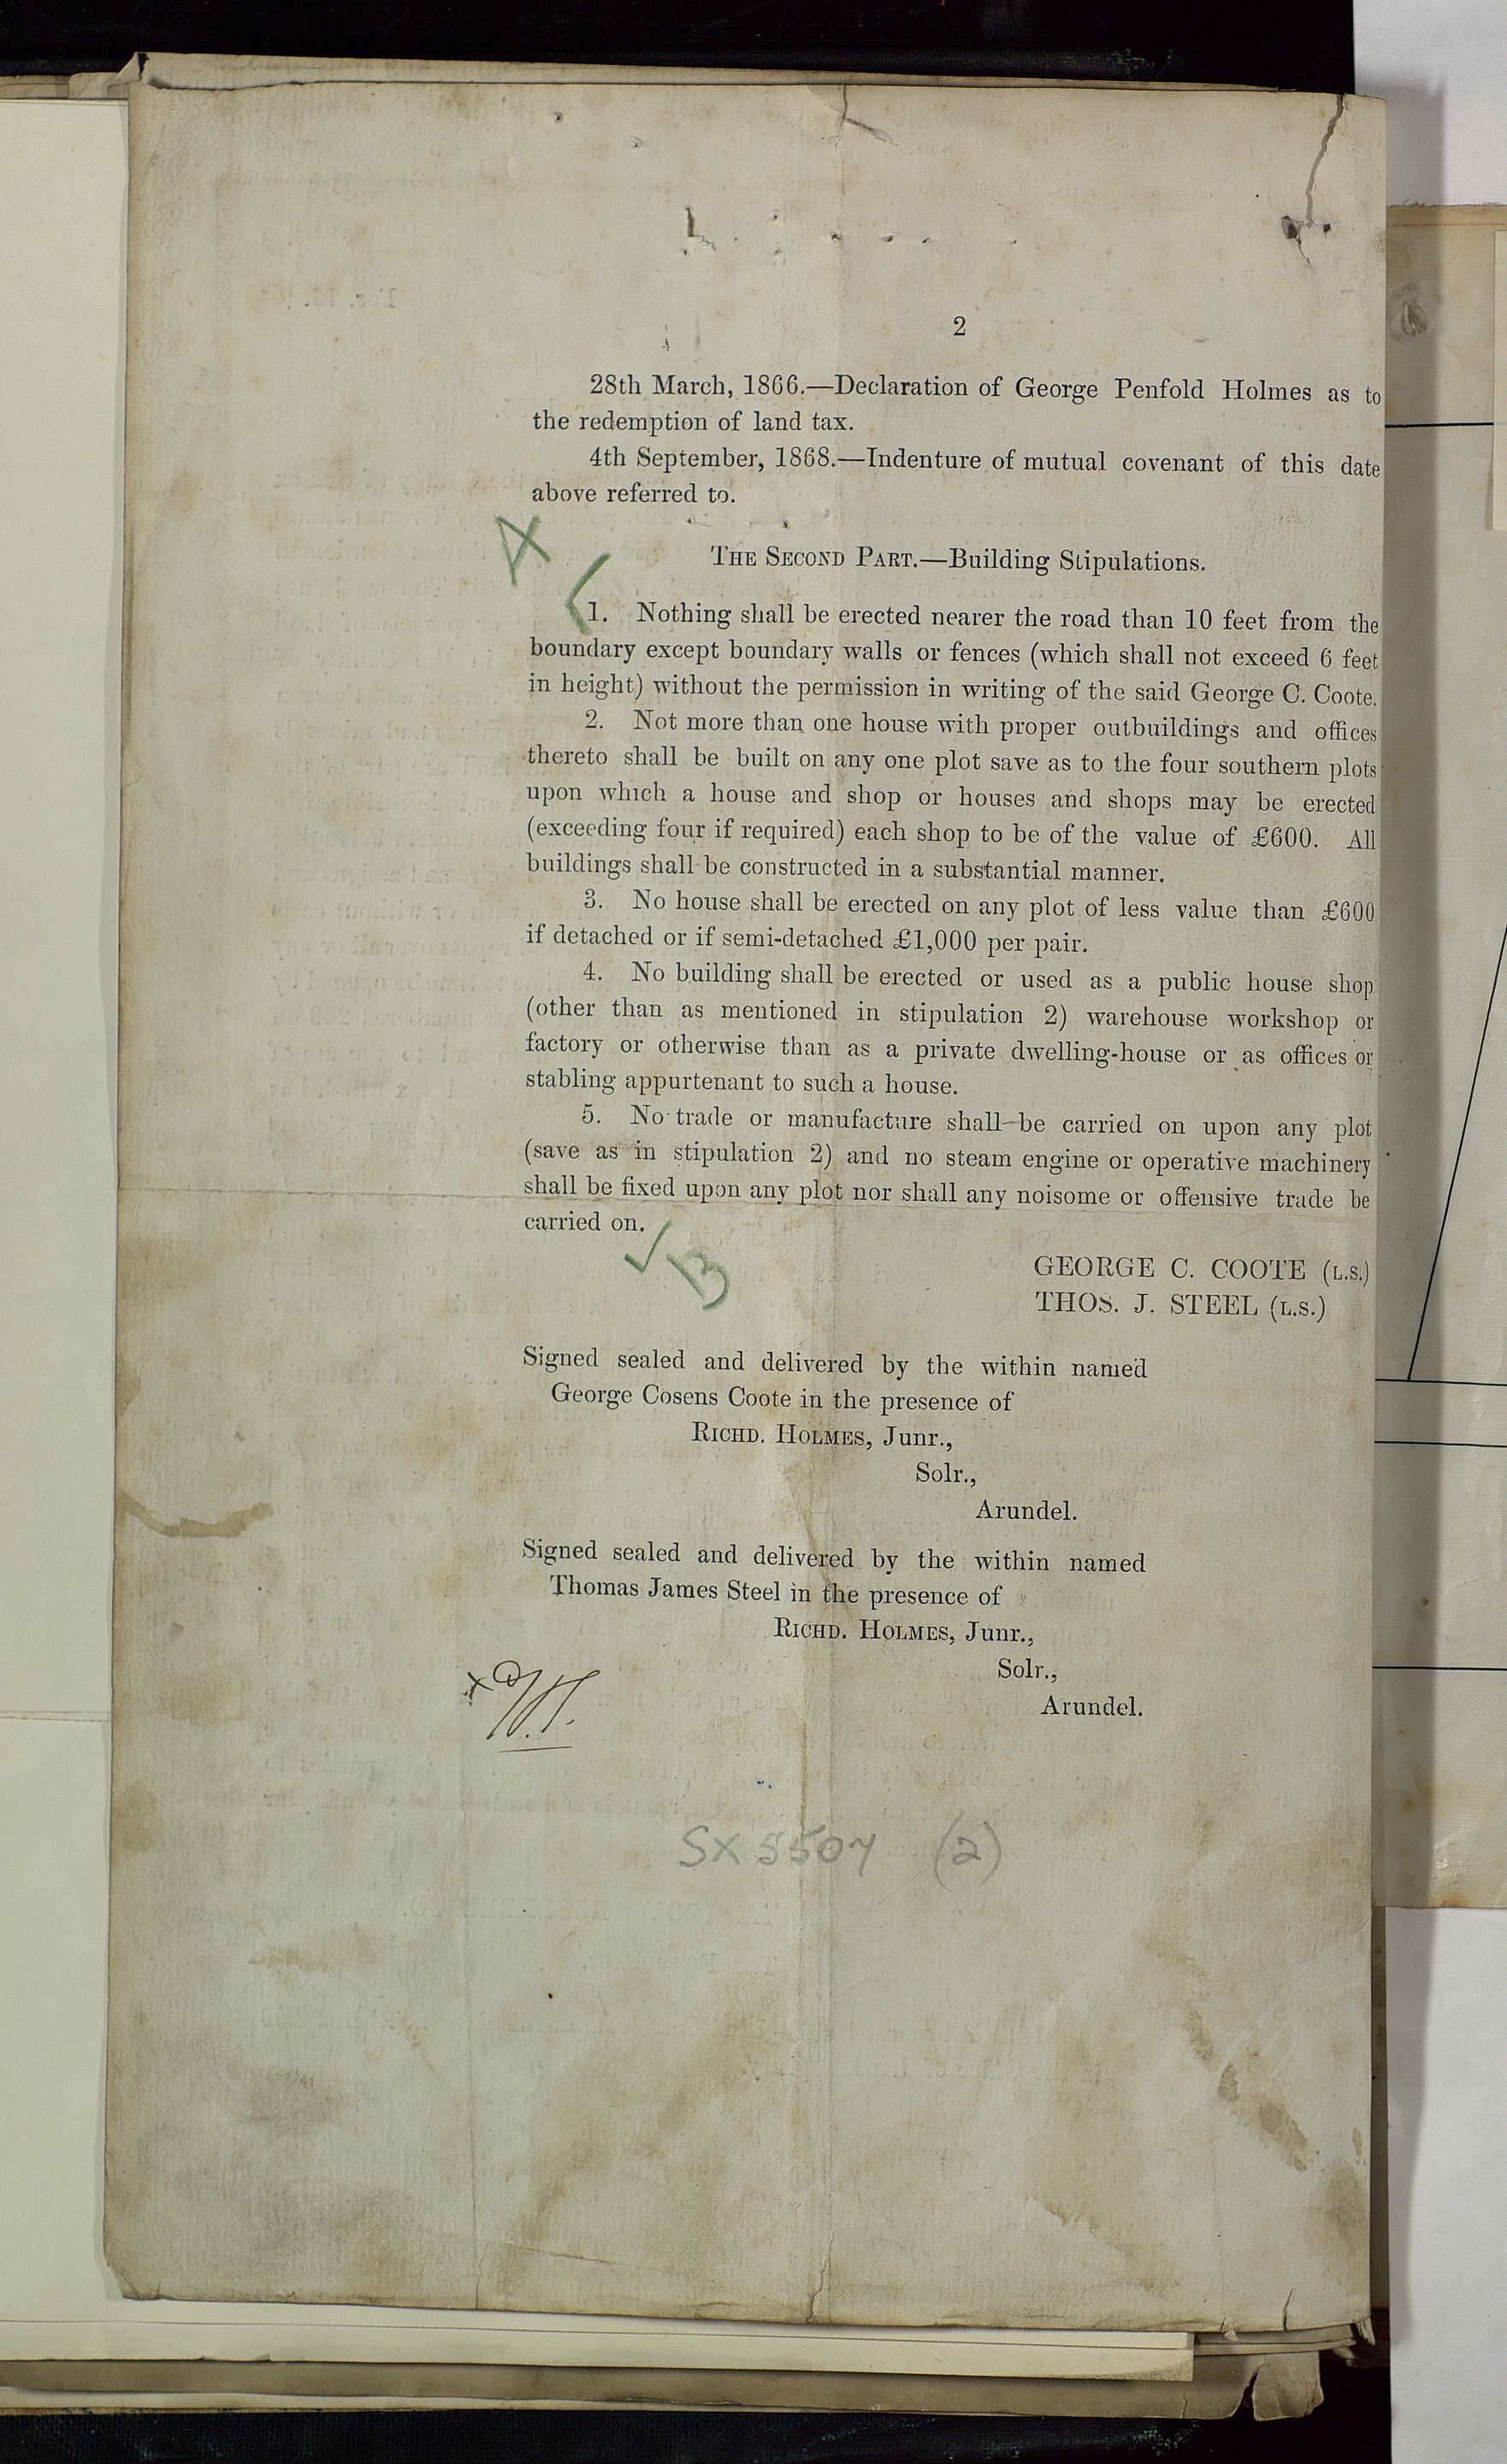 2
28th March, 1866.—Declaration of George Penfold Holmes as to
the redemption of land tax.
4th September, 1868.—Indenture of mutual covenant of this date
above referred to.
A
THE SECOND PART.—Building Stipulations.
1. Nothing shall be erected nearer the road than 10 feet from the
boundary except boundary walls or fences (which shall not exceed 6 feet
in height) without the permission in writing of the said George C. Coote.
2. Not more than one house with proper outbuildings and offices
thereto shall be built on any one plot save as to the four southern plots
upon which a house and shop or houses and shops may be erected
(exceeding four if required) each shop to be of the value of £600. All
buildings shall be constructed in a substantial manner.
3. No house shall be erected on any plot of less value than £600
if detached or if semi-detached £1,000 per pair.
4. No building shall be erected or used as a public house shop
(other than as mentioned in stipulation 2) warehouse workshop or
factory or otherwise than as a private dwelling-house or as offices or
stabling appurtenant to such a house.
5. No trade or manufacture shall be carried on upon any plot
(save as in stipulation 2) and no steam engine or operative machinery
shall be fixed upon any plot nor shall any noisome or offensive trade be
carried on.
B
GEORGE C. COOTE (L.S.)
THOS. J. STEEL (L.S.)
Signed sealed and delivered by the within named
George Cosens Coote in the presence of
RICHD. HOLMES, Junr.,
Solr.,
Arundel.
Signed sealed and delivered by the within named
Thomas James Steel in the presence of
RICHD. HOLMES, Junr.,
Solr.,
Arundel.
SX 5507 (2)